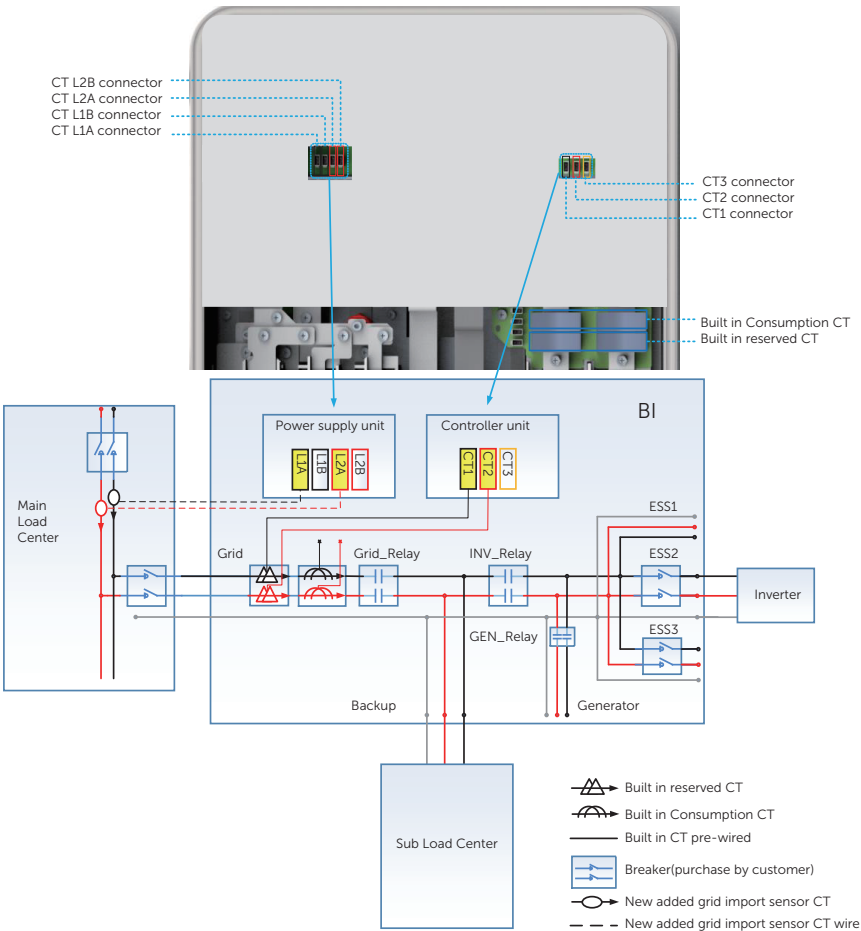 CT L2B connector
CT L2A connector
CT L1B connector
CT L1A connector
CT3 connector
CT2 connector
CT1 connector
Built in Consumption CT
Built in reserved CT
BI
Power supply unit
L1A
L1B
L2A
L2B
Controller unit
CT1
CT2
CT3
Main
Load
Center
Grid
Grid_Relay
INV_Relay
ESS1
ESS2
Inverter
GEN_Relay
ESS3
Backup
Generator
Sub Load Center
Built in reserved CT
Built in Consumption CT
Built in CT pre-wired
Breaker(purchase by customer)
New added grid import sensor CT
New added grid import sensor CT wire